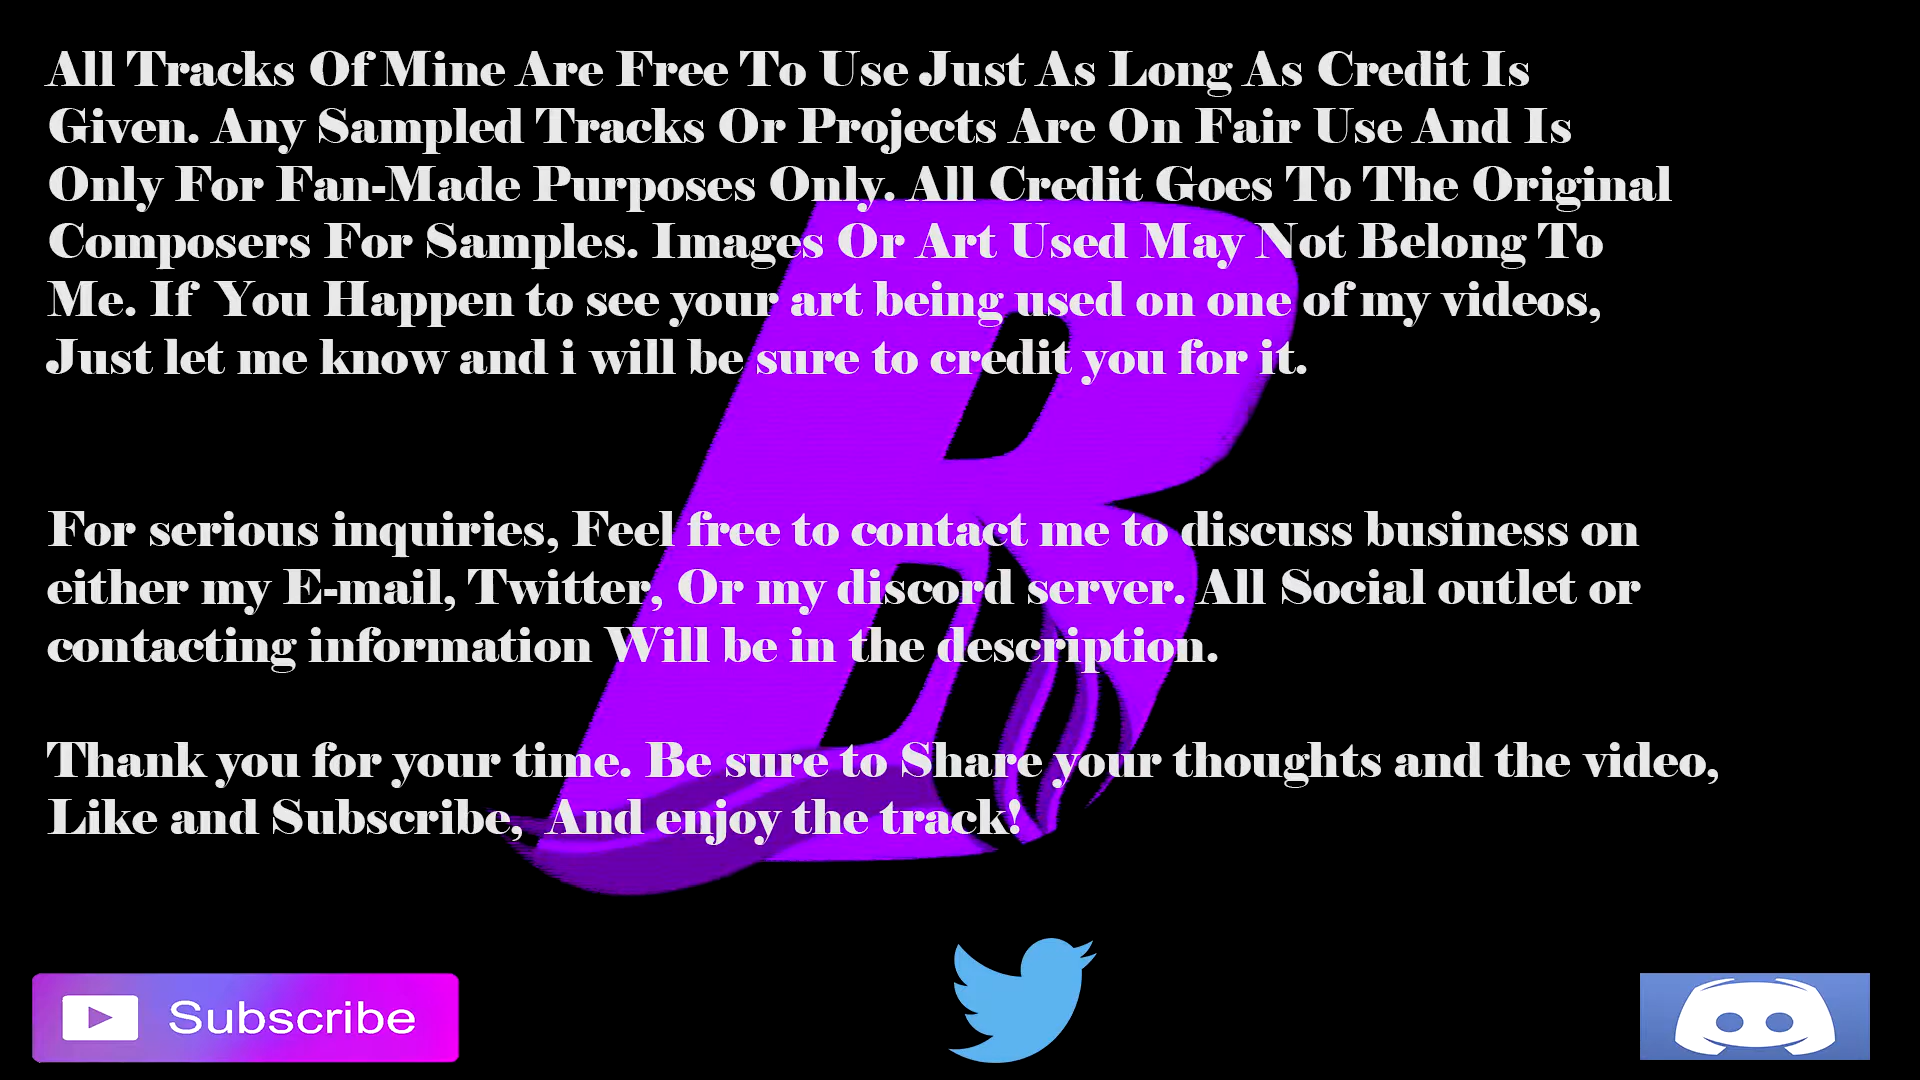 All Tracks Of Mine Are Free To Use Just As Long As Credit Is
Given. Any Sampled Tracks Or Projects Are On Fair Use And Is
Only For Fan-Made Purposes Only. All Credit Goes To The Original
Composers For Samples. Images Or Art Used May Not Belong To
Me. If You Happen to see your art being used on one of my videos,
Just let me know and i will be sure to credit you for it.
For serious inquiries, Feel free to contact me to discuss business on
either my E-mail, Twitter, Or my discord server. All Social outlet or
contacting information Will be in the description.
Thank you for your time. Be sure to Share your thoughts and the video,
Like and Subscribe, And enjoy the track!
Subscribe